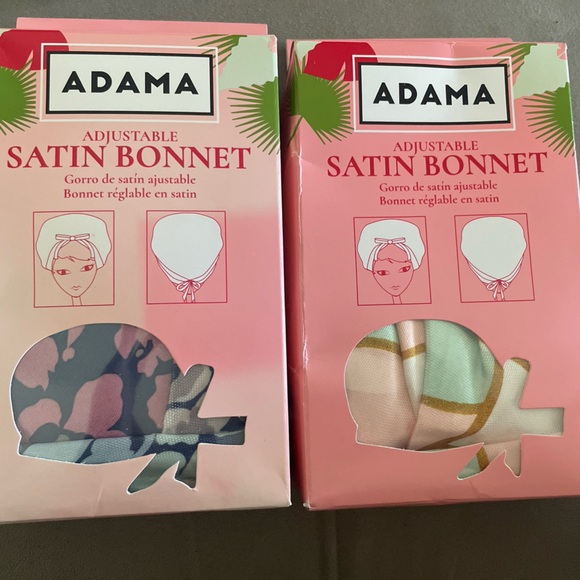 ADAMA
ADJUSTABLE
SATIN BONNET
Gorro de satín ajustable
Bonnet réglable en satin
ADAMA
ADJUSTABLE
SATIN BONNET
Gorro de satín ajustable
Bonnet réglable en satin